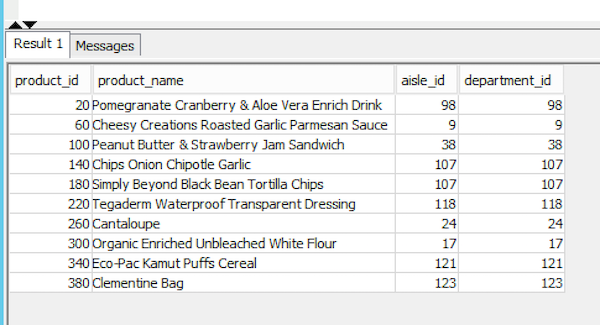 Result 1 Messages
product_id product_name aisle_id department_id
20 Pomegranate Cranberry & Aloe Vera Enrich Drink 98 98
60 Cheesy Creations Roasted Garlic Parmesan Sauce 9 9
100 Peanut Butter & Strawberry Jam Sandwich 38 38
140 Chips Onion Chipotle Garlic 107 107
180 Simply Beyond Black Bean Tortilla Chips 107 107
220 Tegaderm Waterproof Transparent Dressing 118 118
260 Cantaloupe 24 24
300 Organic Enriched Unbleached White Flour 17 17
340 Eco-Pac Kamut Puffs Cereal 121 121
380 Clementine Bag 123 123